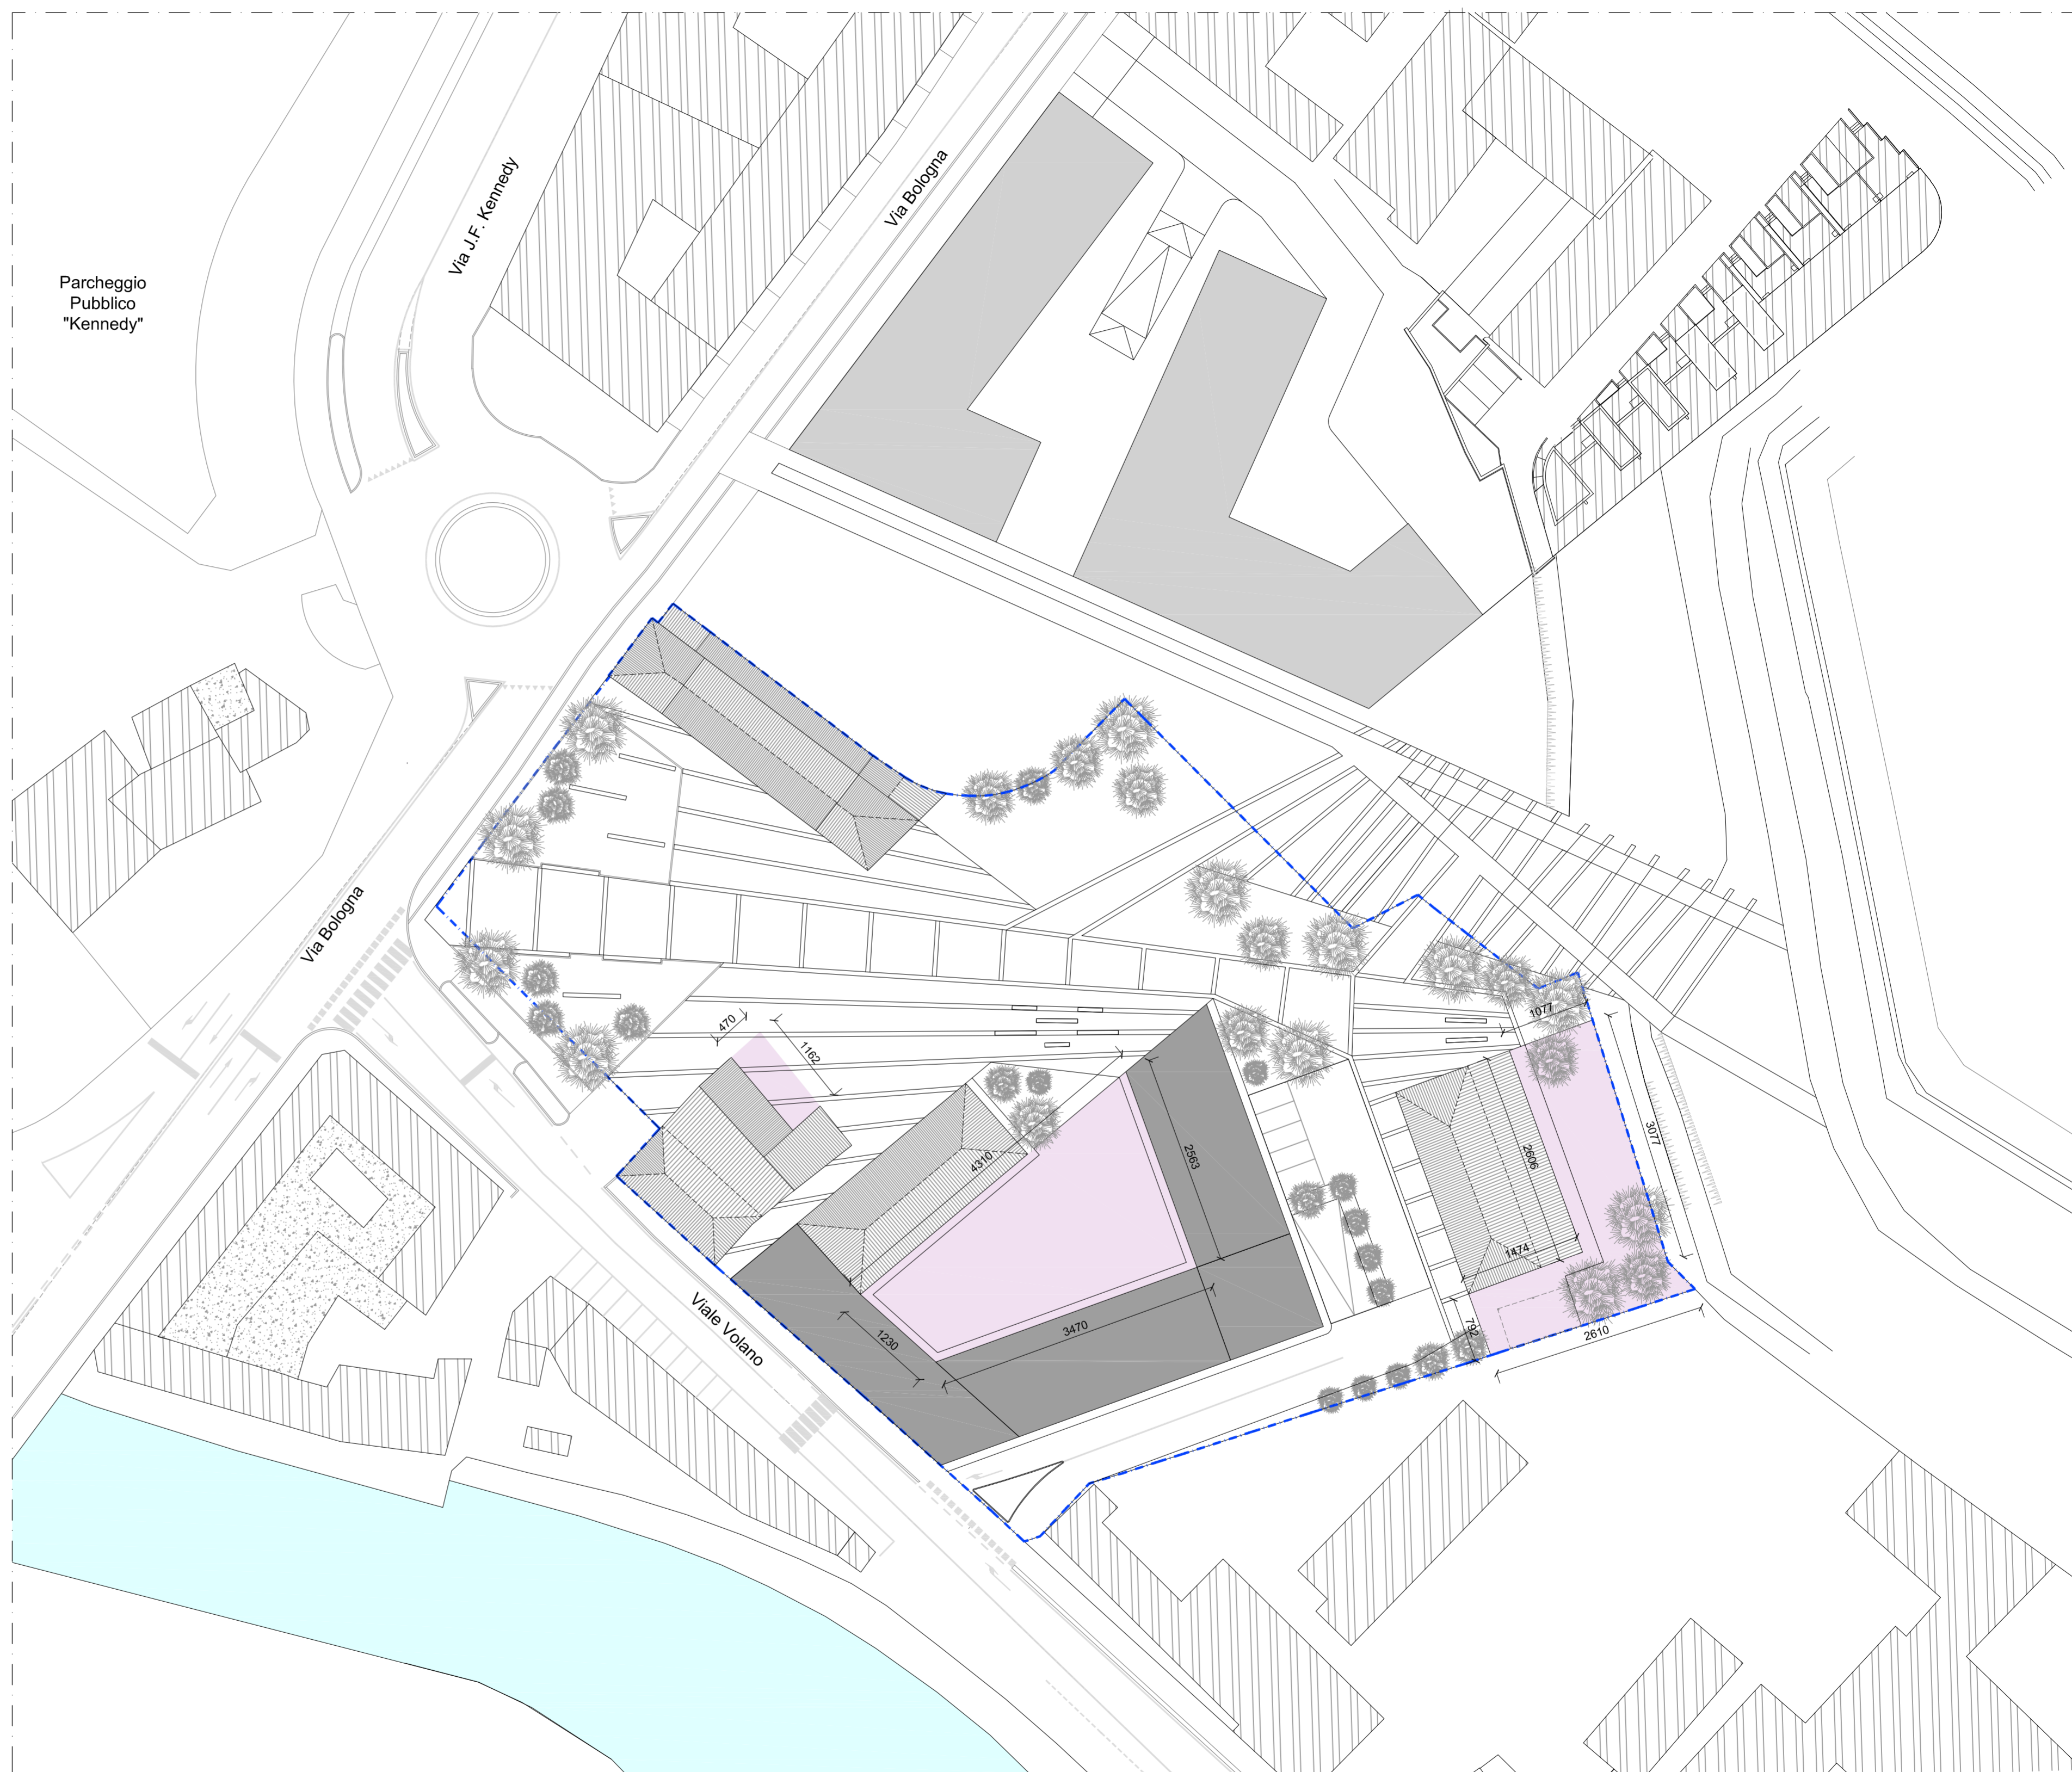 Via J.F. Kennedy
Via Bologna
Parcheggio
Pubblico
"Kennedy"
Via Bologna
470
1162
1077
4310
2563
2606
3077
1474
1230
3470
792
2610
Viale Volano